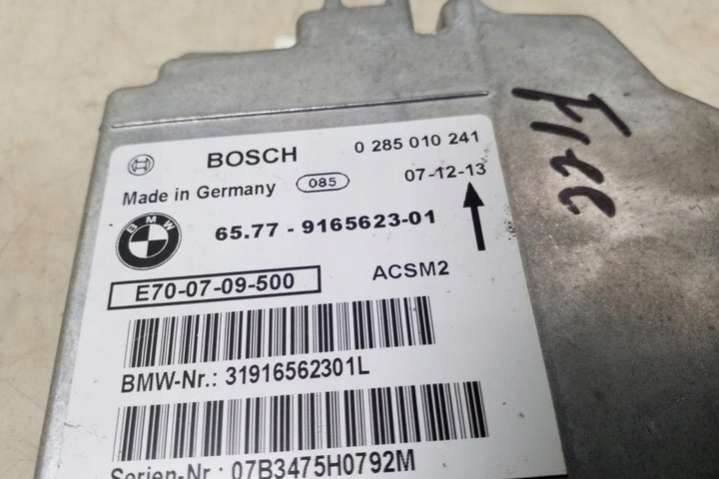 BOSCH 0 285 010 241
Made in Germany 085 07-12-13
BMW 65.77 - 9165623-01
E70-07-09-500 ACSM2
BMW-Nr.: 31916562301L
Serien-Nr.: 07B3475H0792M